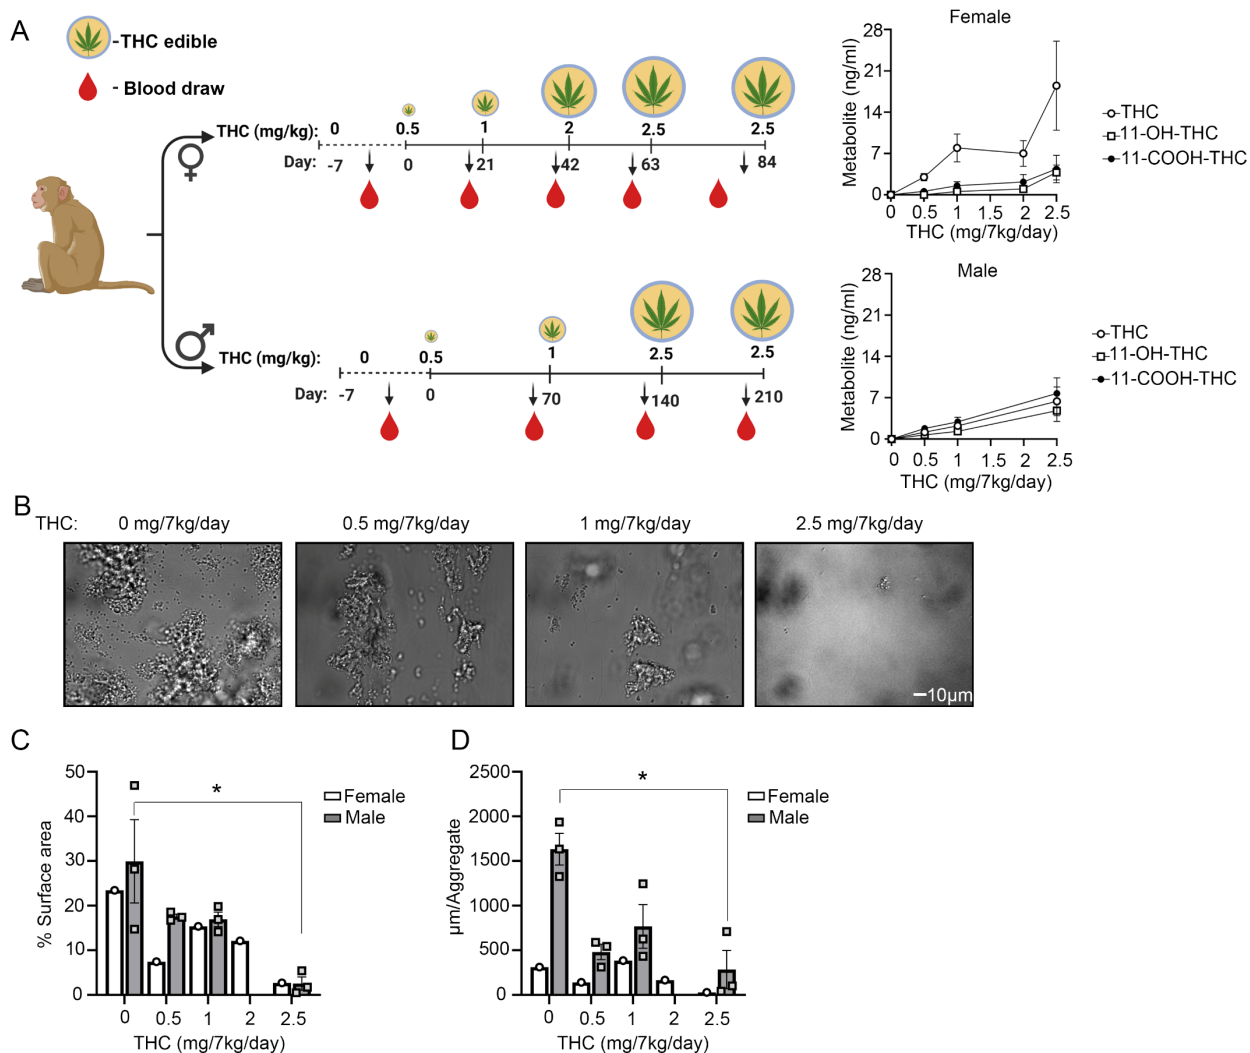 A
-THC edible
- Blood draw
THC (mg/kg): 0 0.5 1 2 2.5 2.5
Day: -7 0 21 42 63 84
♀
♂
THC (mg/kg): 0 0.5 1 2.5 2.5
Day: -7 0 70 140 210
Female
Metabolite (ng/ml)
28
21
14
7
0
0 0.5 1 1.5 2 2.5
THC (mg/7kg/day)
THC
11-OH-THC
11-COOH-THC
Male
Metabolite (ng/ml)
28
21
14
7
0
0 0.5 1 1.5 2 2.5
THC (mg/7kg/day)
THC
11-OH-THC
11-COOH-THC
B
THC: 0 mg/7kg/day 0.5 mg/7kg/day 1 mg/7kg/day 2.5 mg/7kg/day
10µm
C
% Surface area
50
40
30
20
10
0
*
Female
Male
0 0.5 1 2 2.5
THC (mg/7kg/day)
D
µm/Aggregate
2500
2000
1500
1000
500
0
*
Female
Male
0 0.5 1 2 2.5
THC (mg/7kg/day)